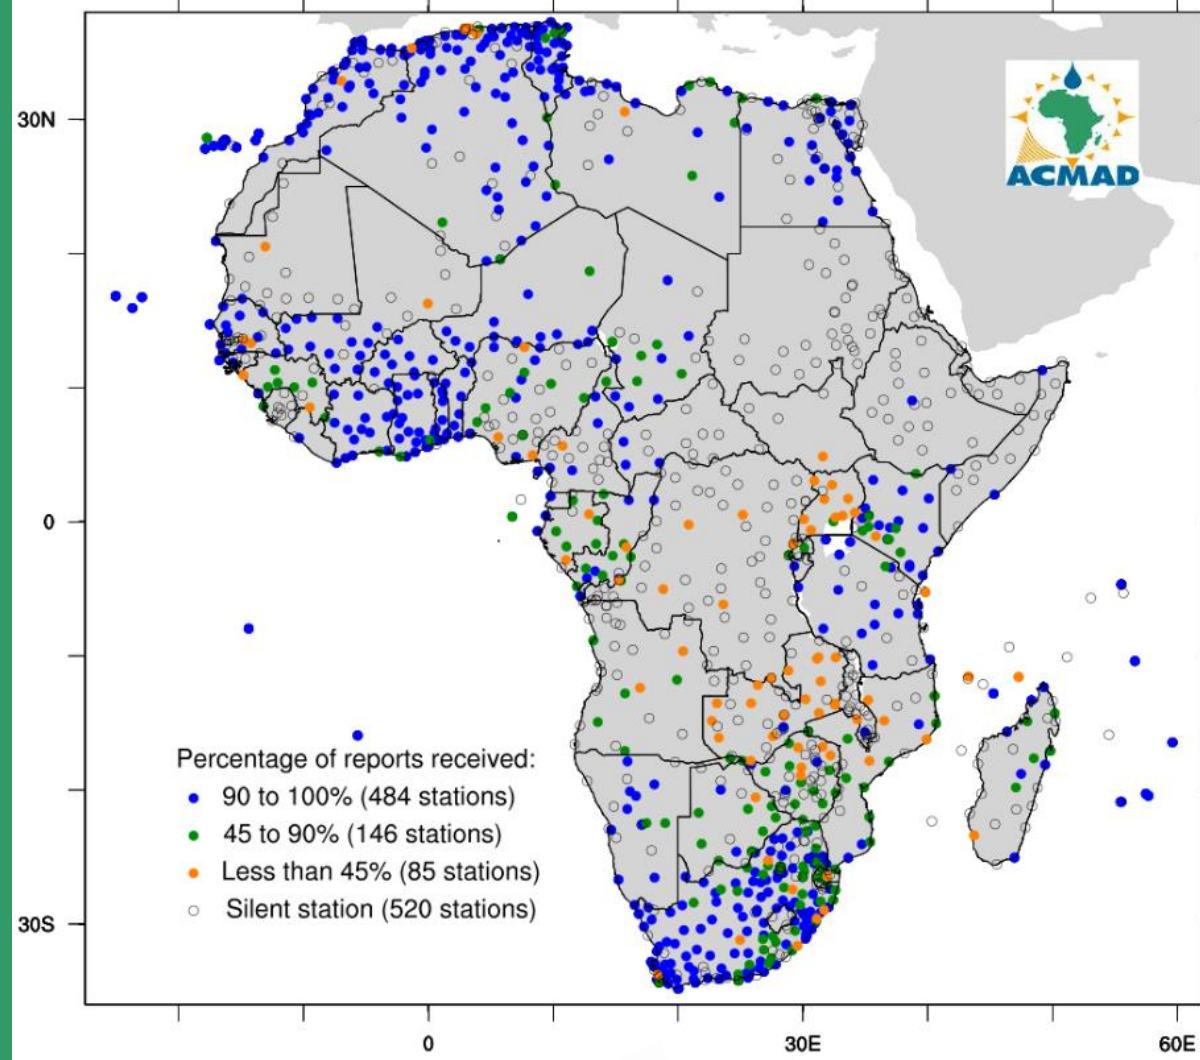 30N
ACMAD
0
Percentage of reports received:
90 to 100% (484 stations)
45 to 90% (146 stations)
Less than 45% (85 stations)
Silent station (520 stations)
30S
0
30E
60E